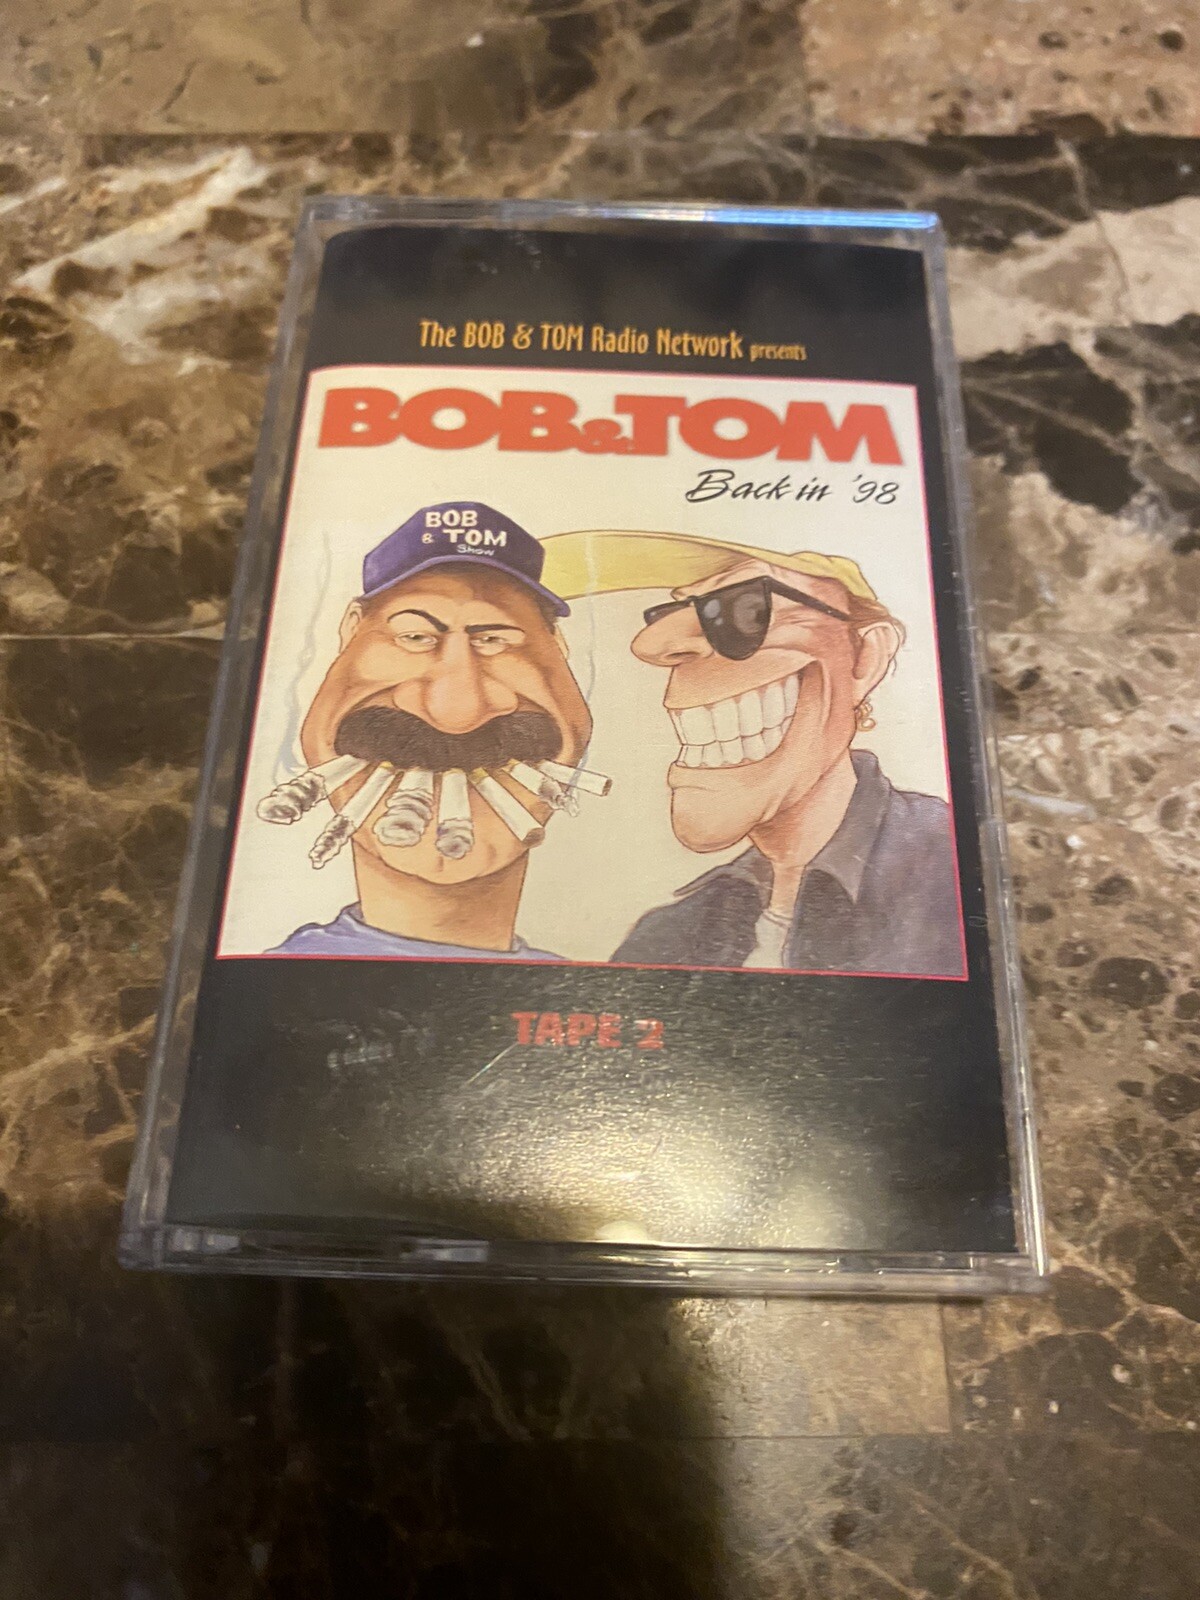 The BOB & TOM Radio Network presents
BOB & TOM
Back in '98
BOB
& TOM
Show
TAPE 2